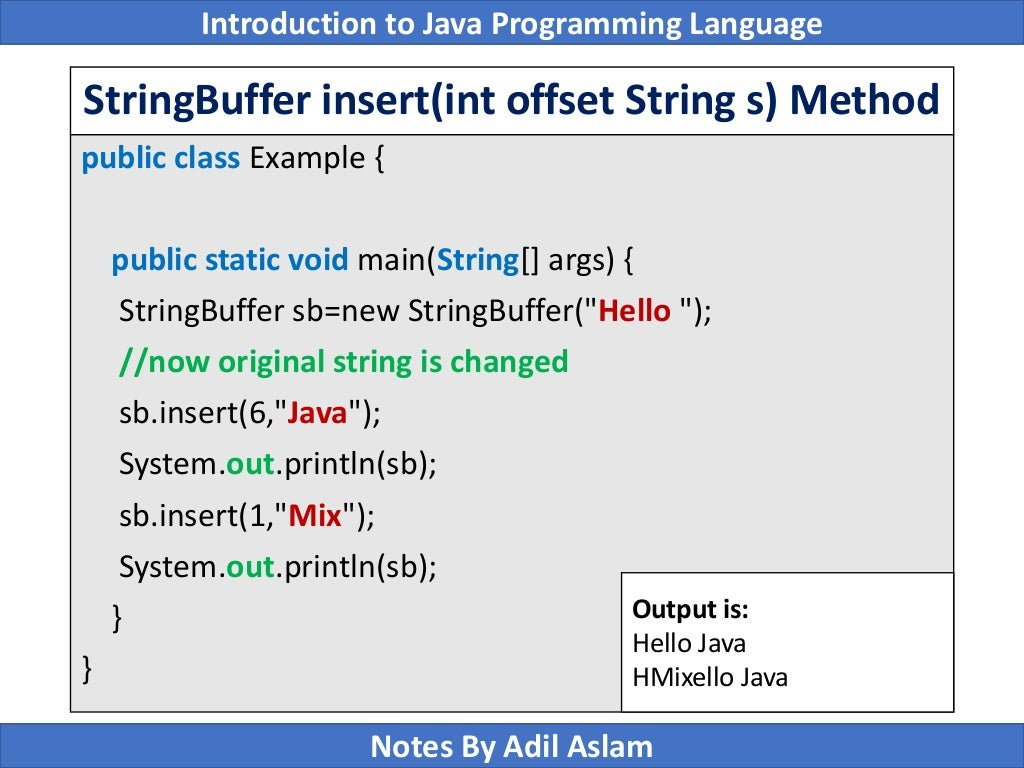 Introduction to Java Programming Language
StringBuffer insert(int offset String s) Method
public class Example {
public static void main(String[] args) {
StringBuffer sb=new StringBuffer("Hello ");
//now original string is changed
sb.insert(6,"Java");
System.out.println(sb);
sb.insert(1,"Mix");
System.out.println(sb);
}
}
Output is:
Hello Java
HMixello Java
Notes By Adil Aslam